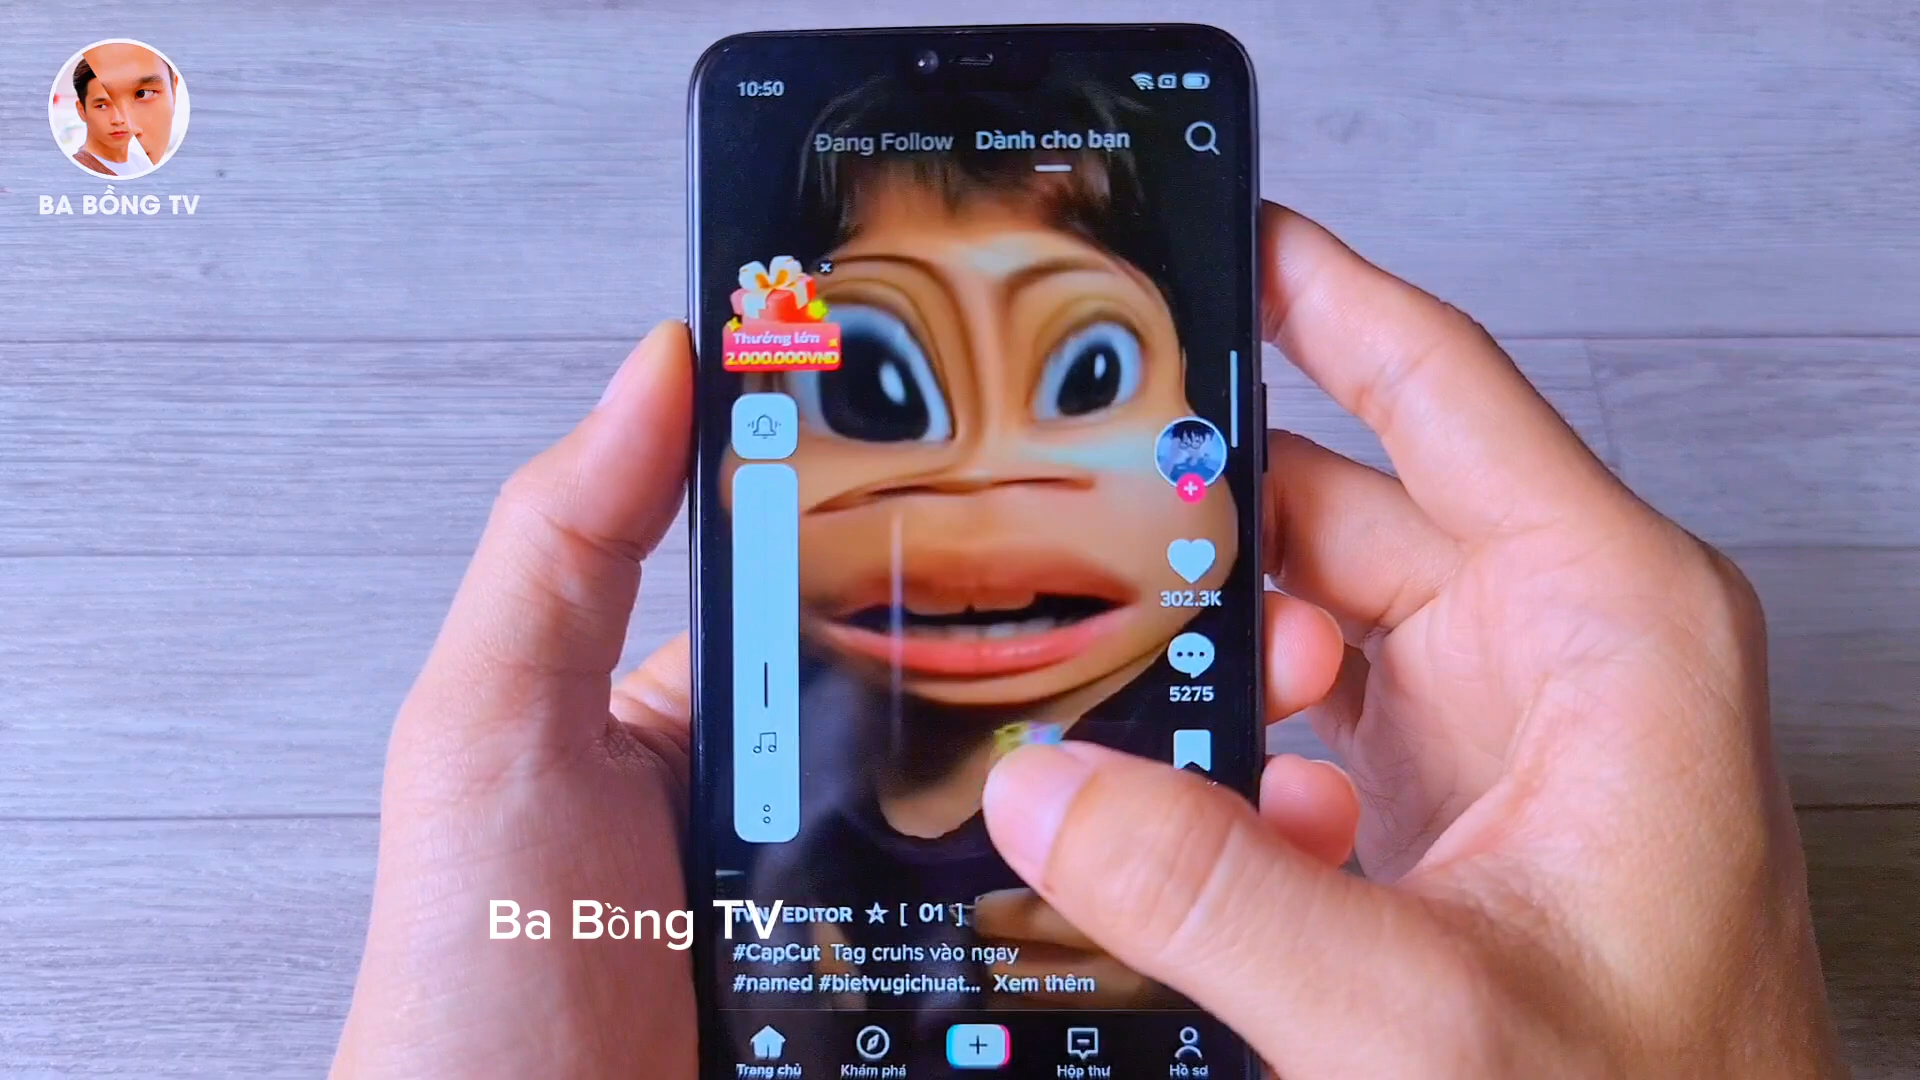 BA BỒNG TV
10:50
Đang Follow Dành cho bạn
Thưởng lớn
2.000.000VND
302.3K
5275
Ba Bồng TV
EDITOR ☆ [ 01 ]
#CapCut Tag cruhs vào ngay
#named #bietvugichuat... Xem thêm
Trang chủ Khám phá Hộp thư Hồ sơ